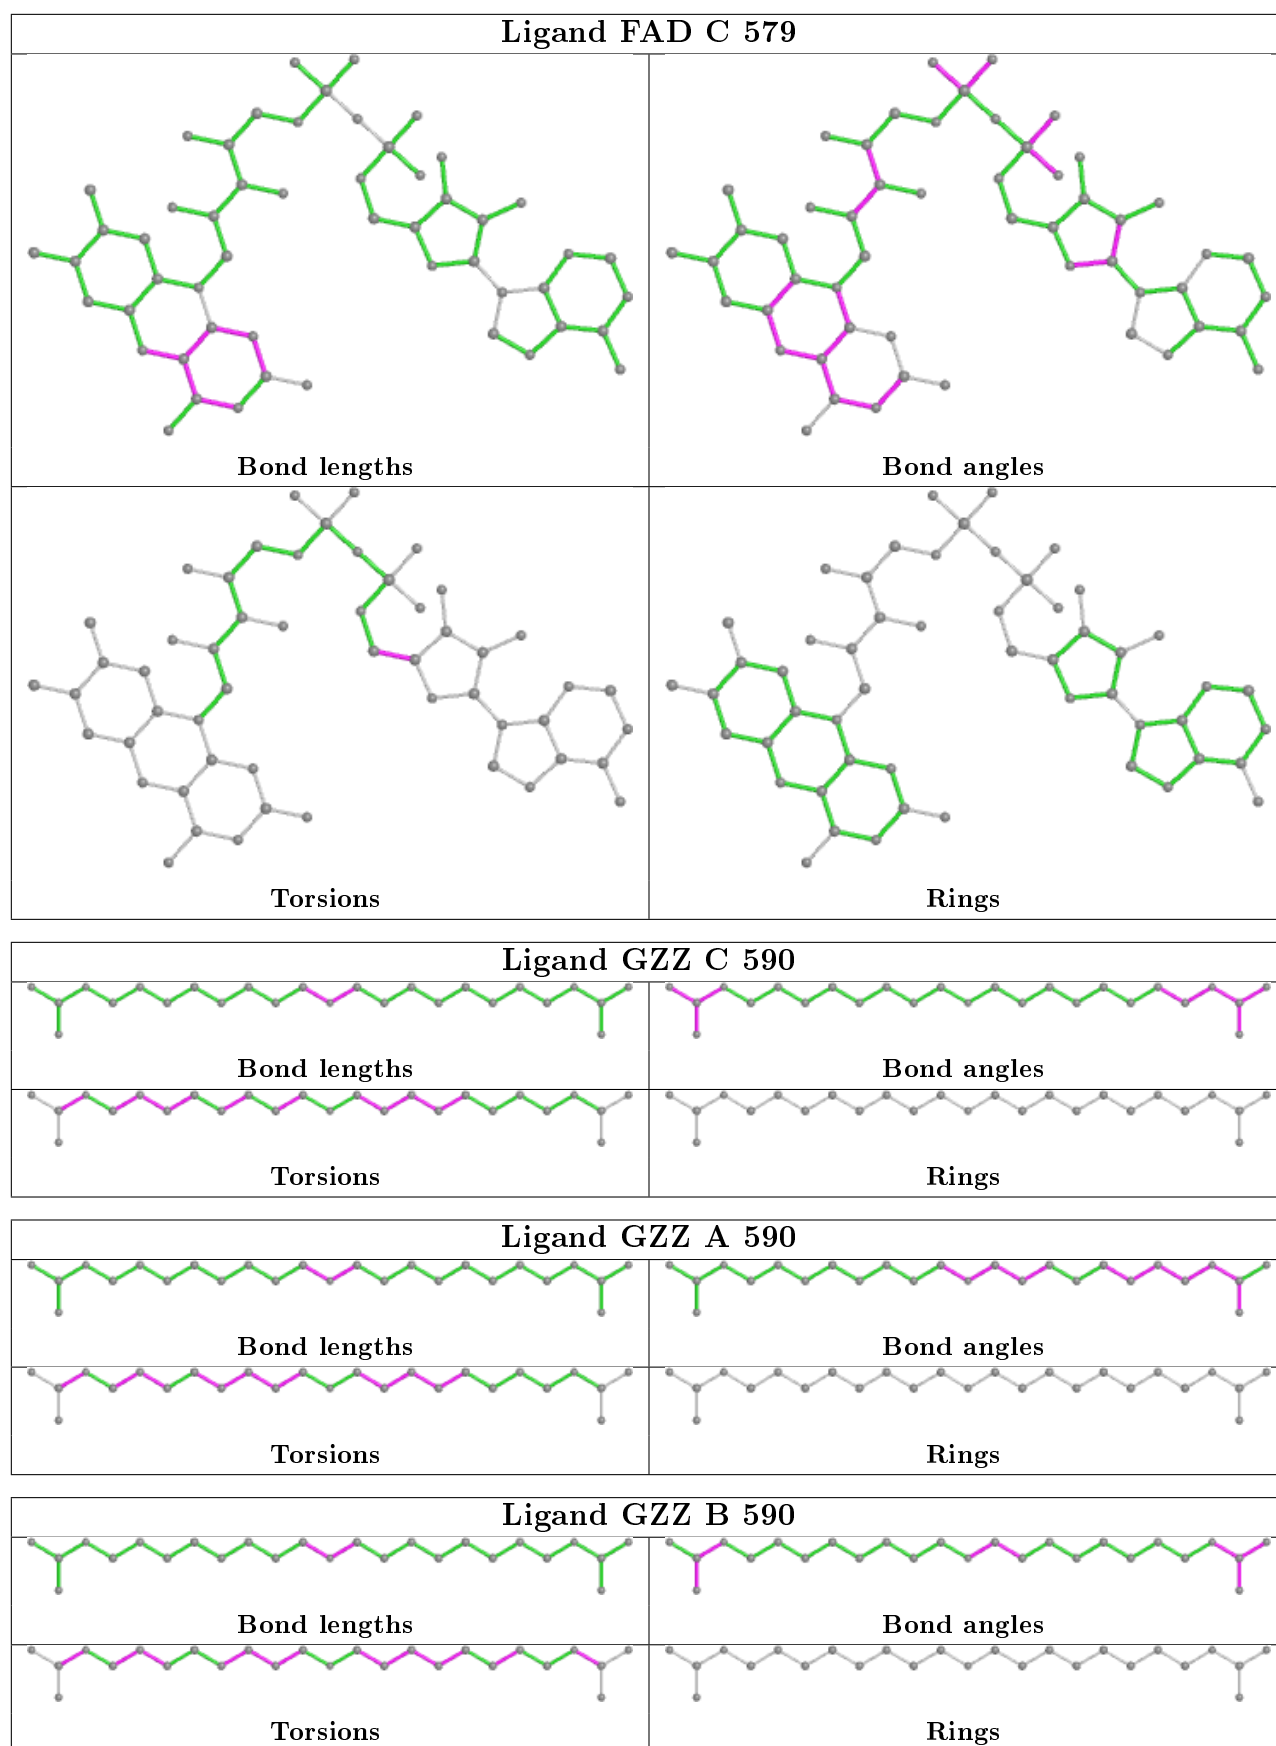 Ligand FAD C 579
Bond lengths
Bond angles
Torsions
Rings
Ligand GZZ C 590
Bond lengths
Bond angles
Torsions
Rings
Ligand GZZ A 590
Bond lengths
Bond angles
Torsions
Rings
Ligand GZZ B 590
Bond lengths
Bond angles
Torsions
Rings